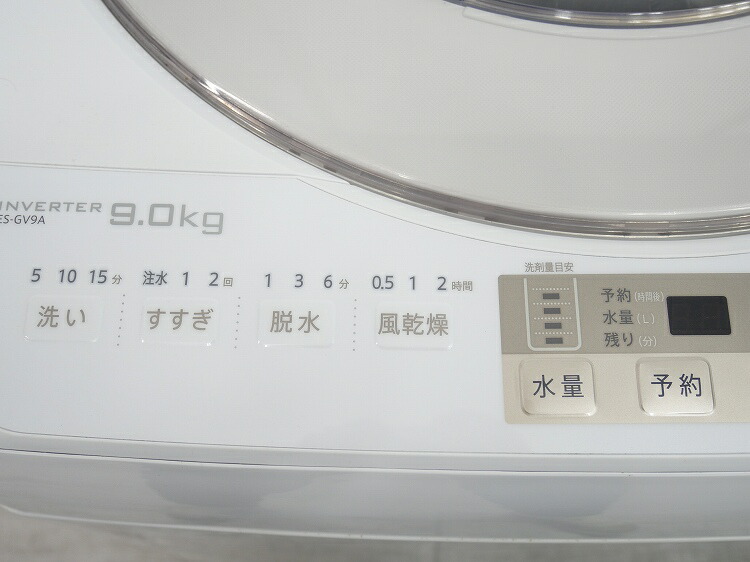 INVERTER 9.0kg
ES-GV9A
5 10 15分
洗い
注水 1 2回
すすぎ
1 3 6分
脱水
0.5 1 2時間
風乾燥
洗剤量目安
予約(時間後)
水量(L)
残り(分)
水量
予約